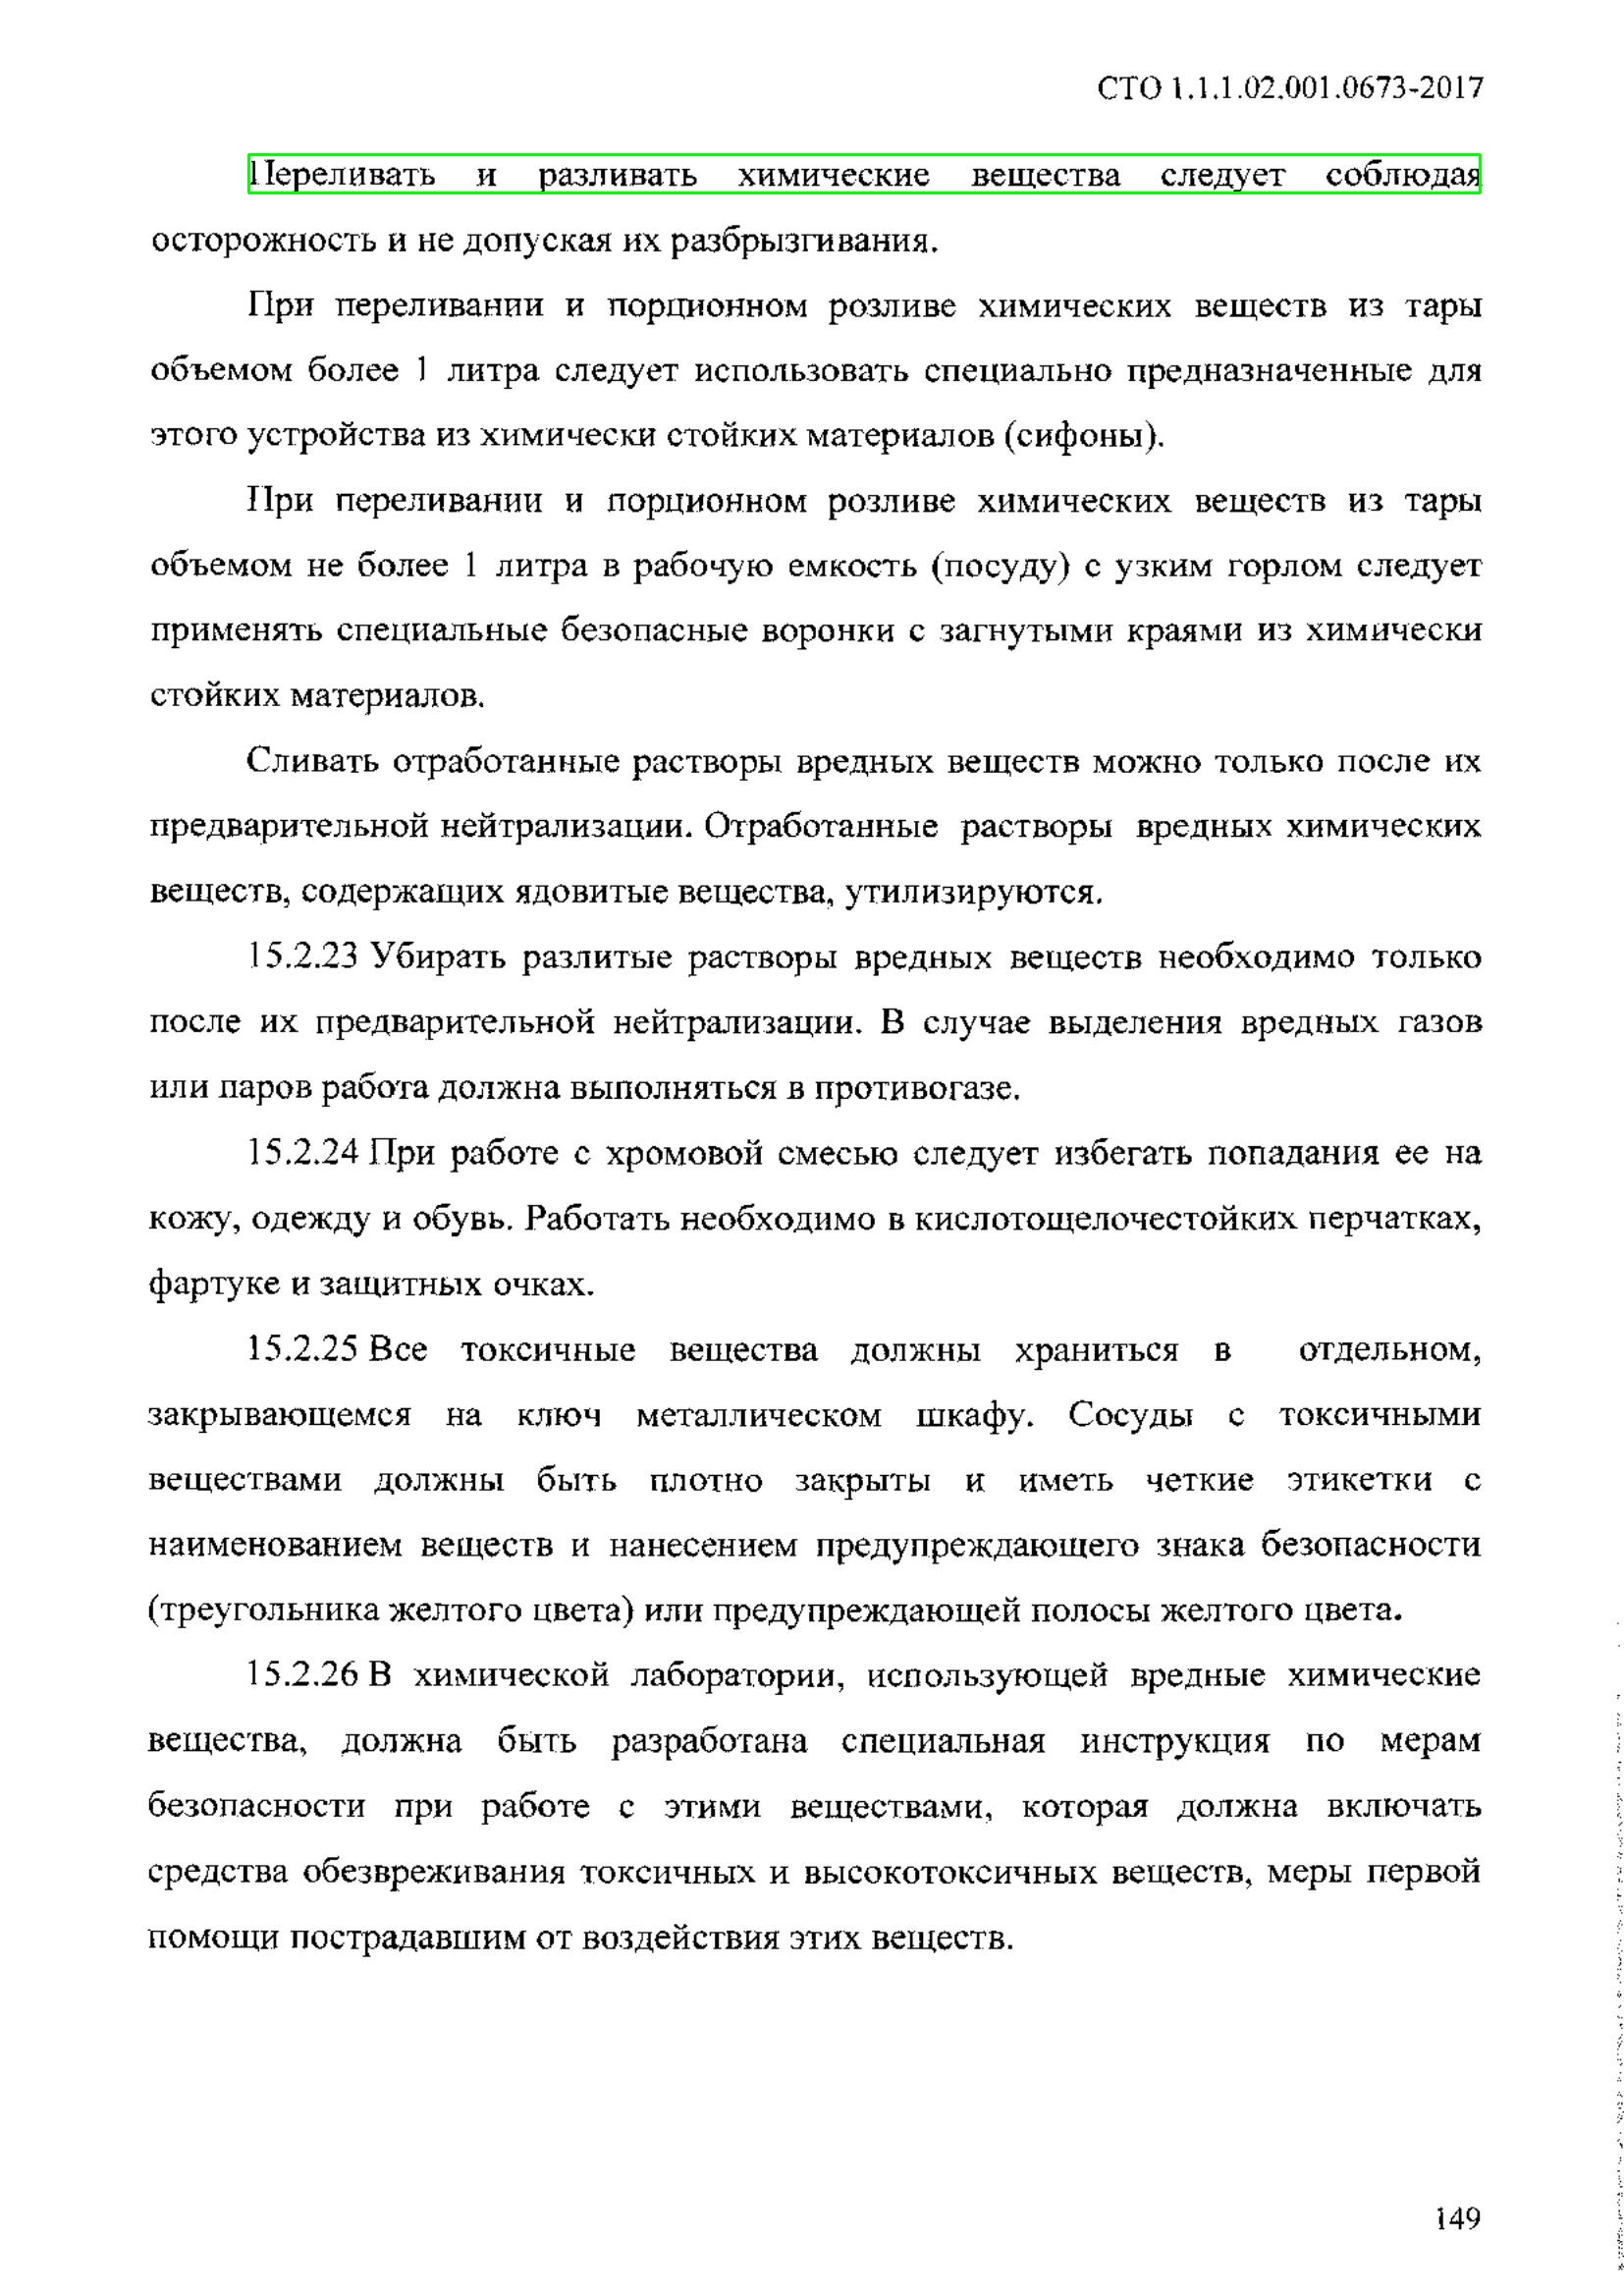 СТО 1.1.1.02.001.0673-2017
Переливать и разливать химические вещества следует соблюдая
осторожность и не допуская их разбрызгивания.
При переливании и порционном розливе химических веществ из тары
объемом более 1 литра следует использовать специально предназначенные для
этого устройства из химически стойких материалов (сифоны).
При переливании и порционном розливе химических веществ из тары
объемом не более 1 литра в рабочую емкость (посуду) с узким горлом следует
применять специальные безопасные воронки с загнутыми краями из химически
стойких материалов.
Сливать отработанные растворы вредных веществ можно только после их
предварительной нейтрализации. Отработанные растворы вредных химических
веществ, содержащих ядовитые вещества, утилизируются.
15.2.23 Убирать разлитые растворы вредных веществ необходимо только
после их предварительной нейтрализации. В случае выделения вредных газов
или паров работа должна выполняться в противогазе.
15.2.24 При работе с хромовой смесью следует избегать попадания ее на
кожу, одежду и обувь. Работать необходимо в кислотощелочестойких перчатках,
фартуке и защитных очках.
15.2.25 Все токсичные вещества должны храниться в отдельном,
закрывающемся на ключ металлическом шкафу. Сосуды с токсичными
веществами должны быть плотно закрыты и иметь четкие этикетки с
наименованием веществ и нанесением предупреждающего знака безопасности
(треугольника желтого цвета) или предупреждающей полосы желтого цвета.
15.2.26 В химической лаборатории, использующей вредные химические
вещества, должна быть разработана специальная инструкция по мерам
безопасности при работе с этими веществами, которая должна включать
средства обезвреживания токсичных и высокотоксичных веществ, меры первой
помощи пострадавшим от воздействия этих веществ.
149